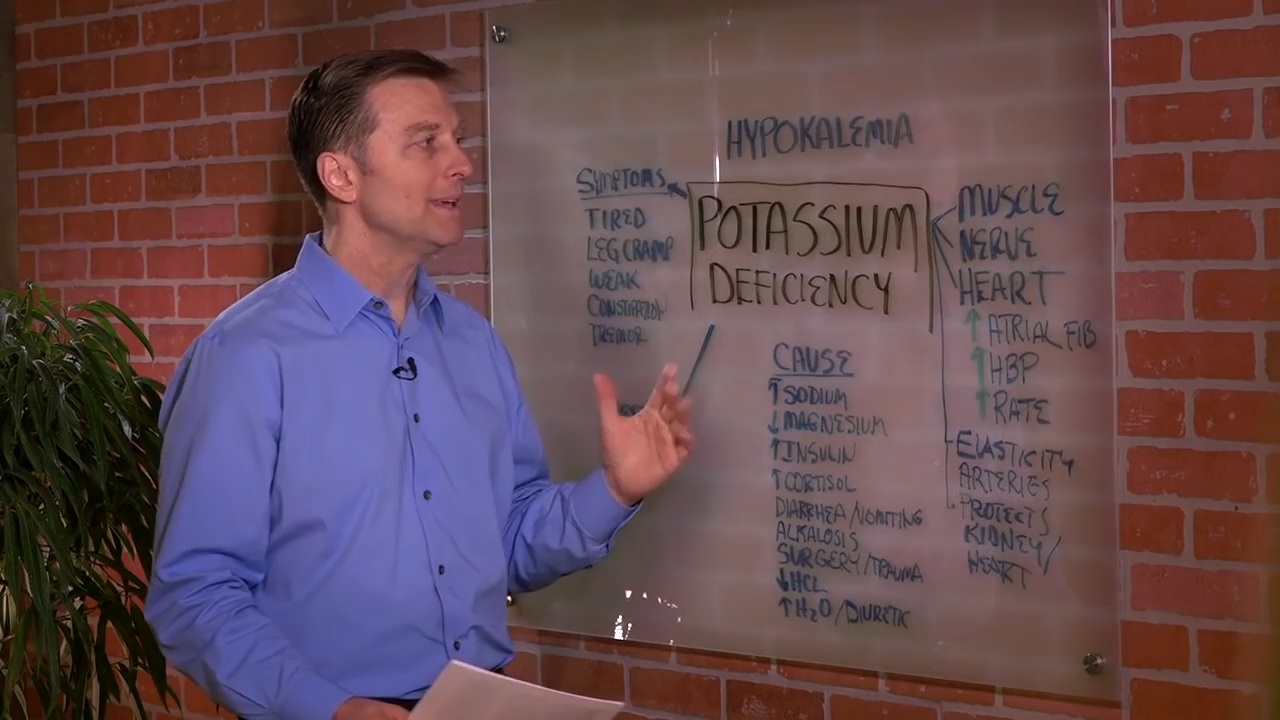 HYPOKALEMIA
SYMPTOMS
TIRED
LEG CRAMP
WEAK
CONSTIPATION
TREMOR
POTASSIUM
DEFICIENCY
CAUSE
↑ SODIUM
↓ MAGNESIUM
↑ INSULIN
↑ CORTISOL
DIARRHEA/VOMITING
ALKALOSIS
SURGERY/TRAUMA
↓ HCL
↑ H₂O/DIURETIC
MUSCLE
NERVE
HEART
↑ ATRIAL FIB
↑ HBP
↑ RATE
ELASTICITY
ARTERIES
PROTECTS
KIDNEY/
HEART